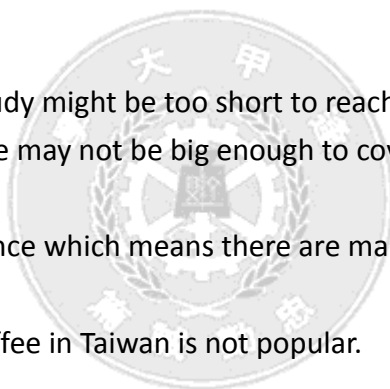 udy might be too short to reach
e may not be big enough to cov
nce which means there are ma
ffee in Taiwan is not popular.